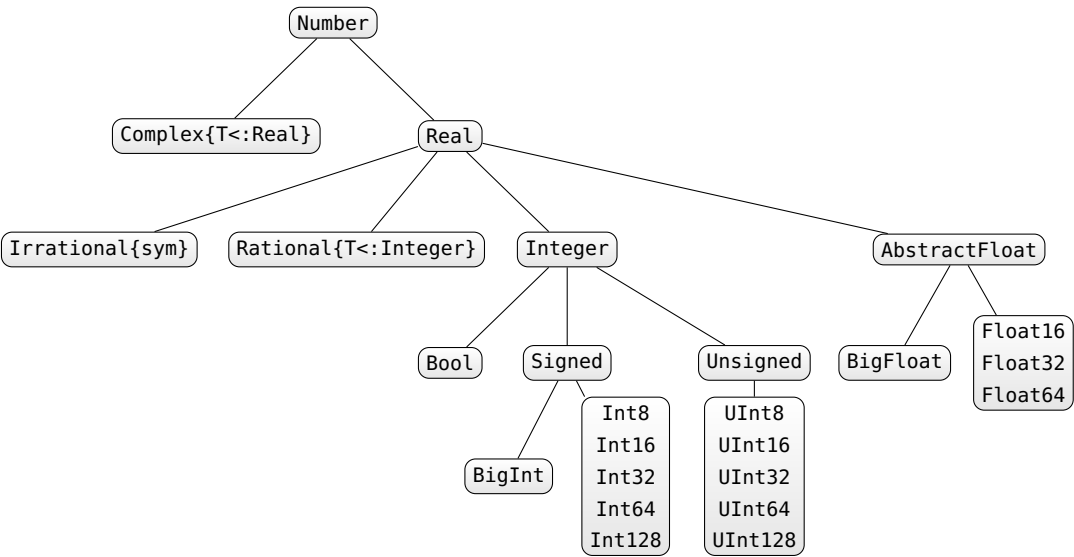 Number
Complex{T<:Real}
Real
Irrational{sym}
Rational{T<:Integer}
Integer
AbstractFloat
Bool
Signed
Unsigned
BigFloat
Float16
Float32
Float64
BigInt
Int8
Int16
Int32
Int64
Int128
UInt8
UInt16
UInt32
UInt64
UInt128